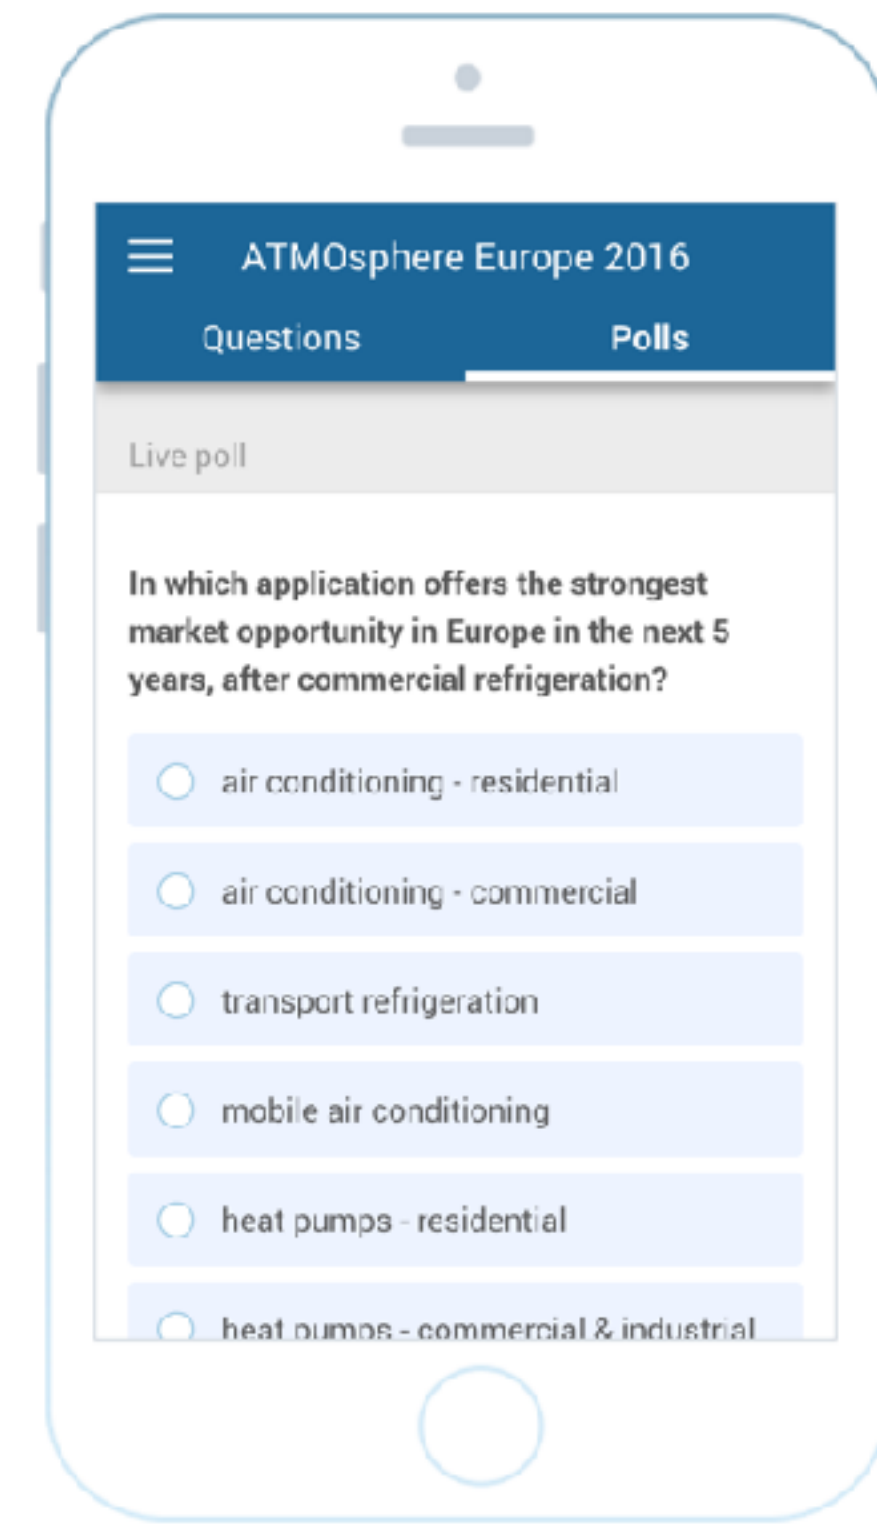 ATMOsphere Europe 2016
Questions Polls
Live poll
In which application offers the strongest
market opportunity in Europe in the next 5
years, after commercial refrigeration?
air conditioning - residential
air conditioning - commercial
transport refrigeration
mobile air conditioning
heat pumps - residential
heat pumps - commercial & industrial